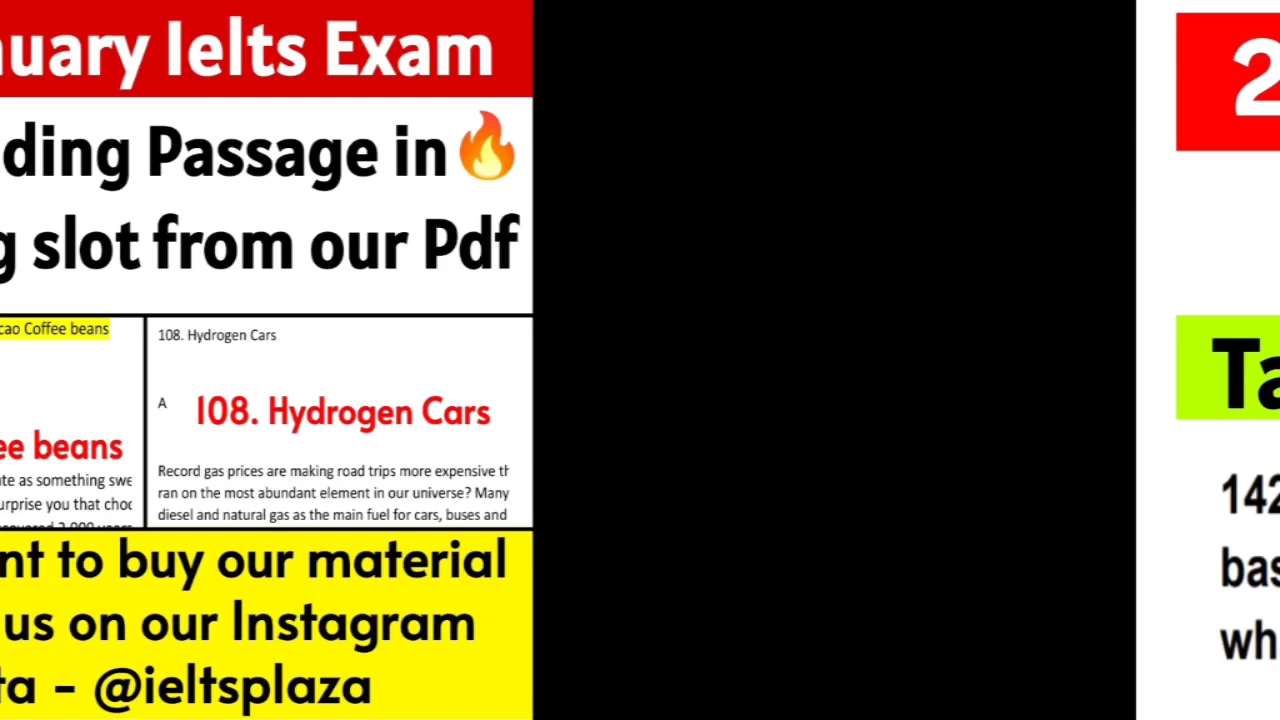 nuary Ielts Exam
ding Passage in🔥
g slot from our Pdf
cao Coffee beans
ee beans
te as something swe
urprise you that choc
108. Hydrogen Cars
A
108. Hydrogen Cars
Record gas prices are making road trips more expensive th
ran on the most abundant element in our universe? Many
diesel and natural gas as the main fuel for cars, buses and
nt to buy our material
us on our Instagram
ta - @ieltsplaza
2
Ta
142
bas
wh